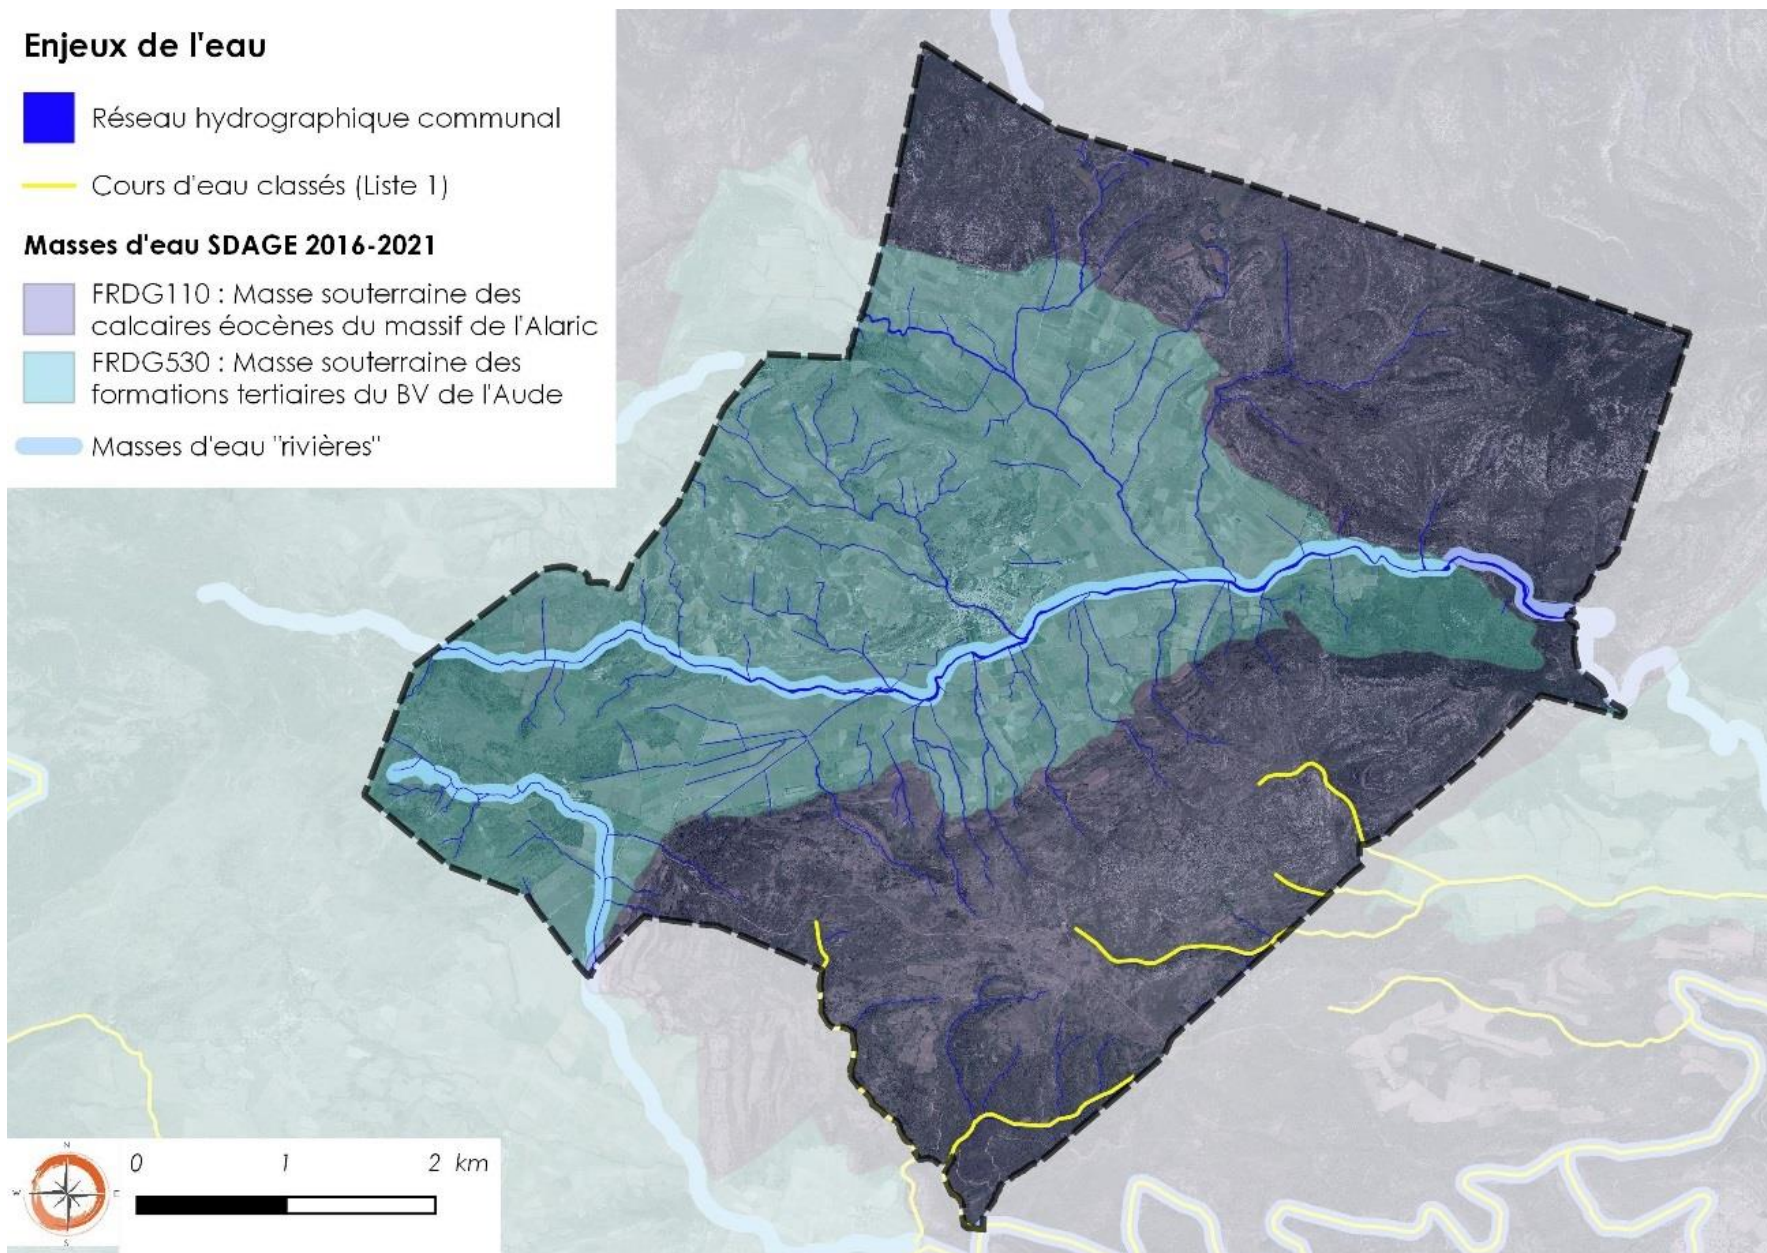 Enjeux de l'eau
Réseau hydrographique communal
Cours d'eau classés (Liste 1)
Masses d'eau SDAGE 2016-2021
FRDG110 : Masse souterraine des
calcaires éocènes du massif de l'Alaric
FRDG530 : Masse souterraine des
formations tertiaires du BV de l'Aude
Masses d'eau "rivières"
N
W
E
S
0 1 2 km